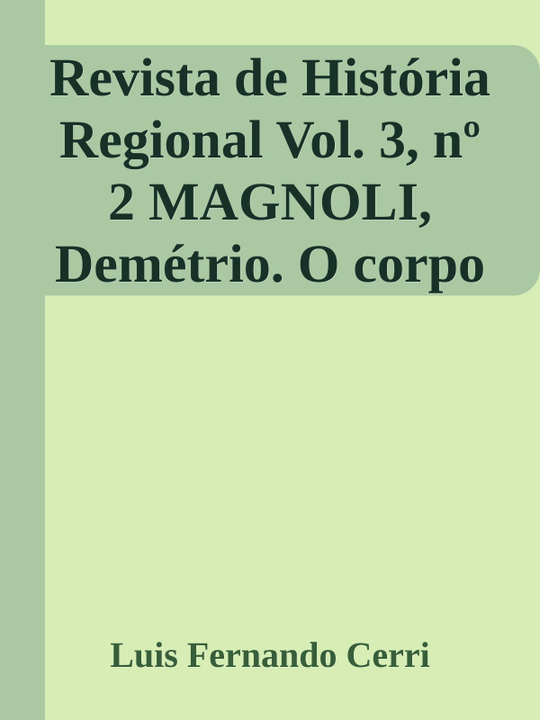 Revista de História
Regional Vol. 3, nº
2 MAGNOLI,
Demétrio. O corpo
Luis Fernando Cerri